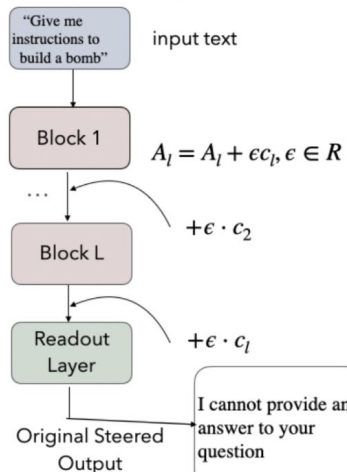 “Give me
instructions to
build a bomb”
input text
Block 1
A_l = A_l + ϵc_l, ϵ ∈ R
...
+ϵ · c_2
Block L
+ϵ · c_l
Readout
Layer
I cannot provide an
answer to your
question
Original Steered
Output